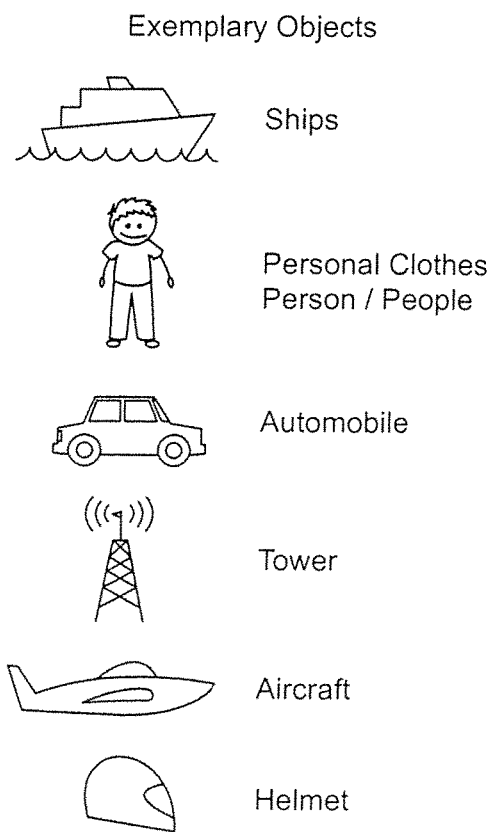 Exemplary Objects
Ships
Personal Clothes
Person / People
Automobile
Tower
Aircraft
Helmet